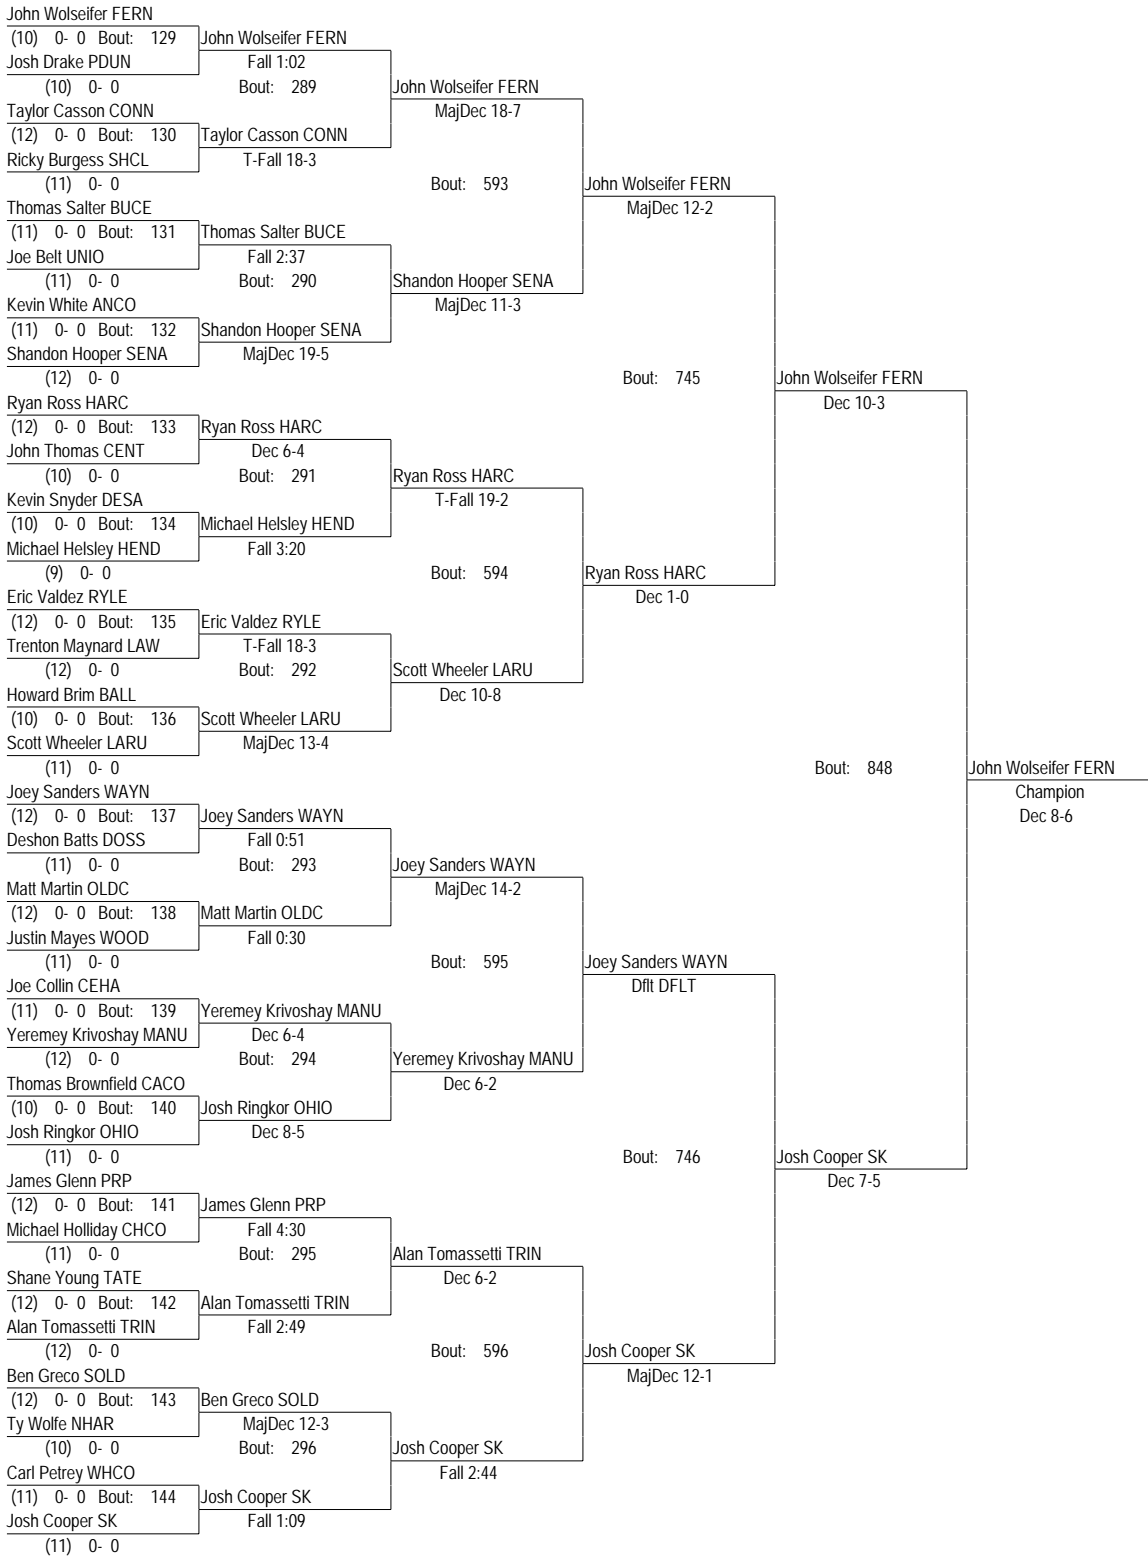 John Wolseifer FERN
(10) 0- 0 Bout: 129 John Wolseifer FERN
Josh Drake PDUN Fall 1:02
(10) 0- 0 Bout: 289 John Wolseifer FERN
Taylor Casson CONN MajDec 18-7
(12) 0- 0 Bout: 130 Taylor Casson CONN
Ricky Burgess SHCL T-Fall 18-3
(11) 0- 0 Bout: 593 John Wolseifer FERN
Thomas Salter BUCE MajDec 12-2
(11) 0- 0 Bout: 131 Thomas Salter BUCE
Joe Belt UNIO Fall 2:37
(11) 0- 0 Bout: 290 Shandon Hooper SENA
Kevin White ANCO MajDec 11-3
(11) 0- 0 Bout: 132 Shandon Hooper SENA
Shandon Hooper SENA MajDec 19-5
(12) 0- 0 Bout: 745 John Wolseifer FERN
Ryan Ross HARC Dec 10-3
(12) 0- 0 Bout: 133 Ryan Ross HARC
John Thomas CENT Dec 6-4
(10) 0- 0 Bout: 291 Ryan Ross HARC
Kevin Snyder DESA T-Fall 19-2
(10) 0- 0 Bout: 134 Michael Helsley HEND
Michael Helsley HEND Fall 3:20
(9) 0- 0 Bout: 594 Ryan Ross HARC
Eric Valdez RYLE Dec 1-0
(12) 0- 0 Bout: 135 Eric Valdez RYLE
Trenton Maynard LAW T-Fall 18-3
(12) 0- 0 Bout: 292 Scott Wheeler LARU
Howard Brim BALL Dec 10-8
(10) 0- 0 Bout: 136 Scott Wheeler LARU
Scott Wheeler LARU MajDec 13-4
(11) 0- 0 Bout: 848 John Wolseifer FERN
Joey Sanders WAYN Champion
(12) 0- 0 Bout: 137 Joey Sanders WAYN Dec 8-6
Deshon Batts DOSS Fall 0:51
(11) 0- 0 Bout: 293 Joey Sanders WAYN
Matt Martin OLDC MajDec 14-2
(12) 0- 0 Bout: 138 Matt Martin OLDC
Justin Mayes WOOD Fall 0:30
(11) 0- 0 Bout: 595 Joey Sanders WAYN
Joe Collin CEHA Dflt DFLT
(11) 0- 0 Bout: 139 Yeremey Krivoshay MANU
Yeremey Krivoshay MANU Dec 6-4
(12) 0- 0 Bout: 294 Yeremey Krivoshay MANU
Thomas Brownfield CACO Dec 6-2
(10) 0- 0 Bout: 140 Josh Ringkor OHIO
Josh Ringkor OHIO Dec 8-5
(11) 0- 0 Bout: 746 Josh Cooper SK
James Glenn PRP Dec 7-5
(12) 0- 0 Bout: 141 James Glenn PRP
Michael Holliday CHCO Fall 4:30
(11) 0- 0 Bout: 295 Alan Tomassetti TRIN
Shane Young TATE Dec 6-2
(12) 0- 0 Bout: 142 Alan Tomassetti TRIN
Alan Tomassetti TRIN Fall 2:49
(12) 0- 0 Bout: 596 Josh Cooper SK
Ben Greco SOLD MajDec 12-1
(12) 0- 0 Bout: 143 Ben Greco SOLD
Ty Wolfe NHAR MajDec 12-3
(10) 0- 0 Bout: 296 Josh Cooper SK
Carl Petrey WHCO Fall 2:44
(11) 0- 0 Bout: 144 Josh Cooper SK
Josh Cooper SK Fall 1:09
(11) 0- 0